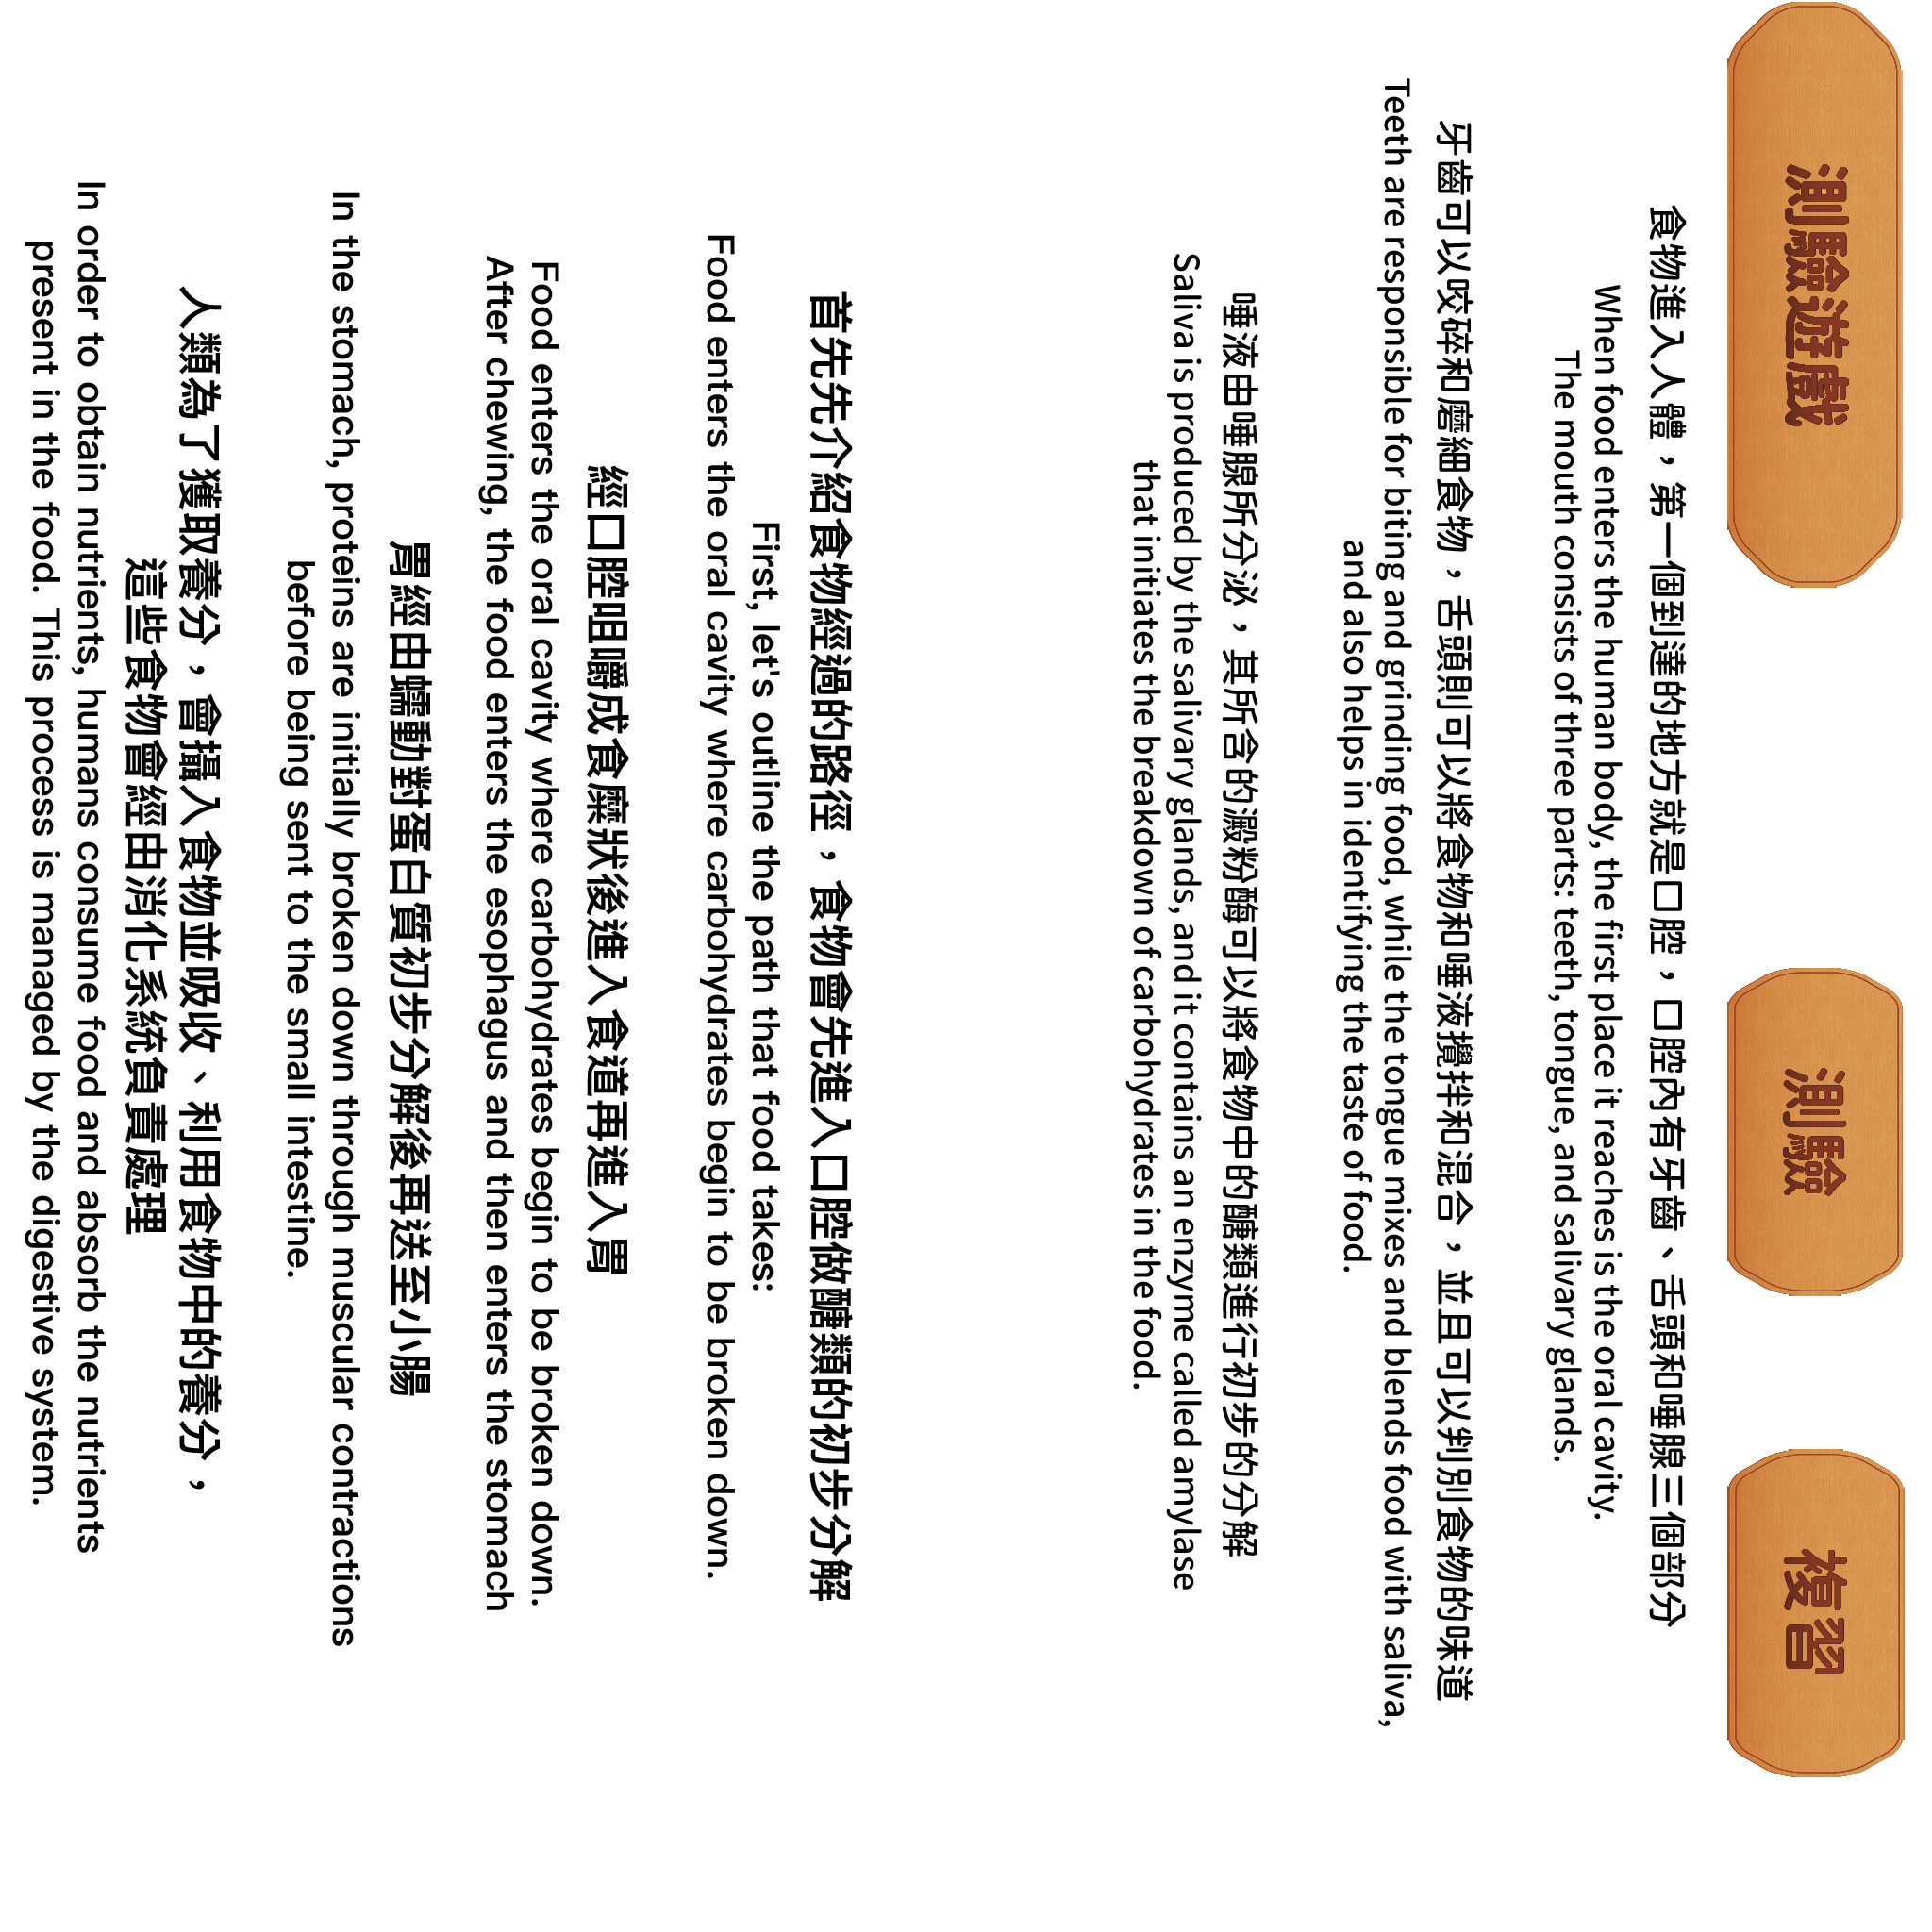 測驗遊戲
測驗
複習
食物進入人體，第一個到達的地方就是口腔，口腔內有牙齒、舌頭和唾腺三個部分
When food enters the human body, the first place it reaches is the oral cavity.
The mouth consists of three parts: teeth, tongue, and salivary glands.
牙齒可以咬碎和磨細食物，舌頭則可以將食物和唾液攪拌和混合，並且可以判別食物的味道
Teeth are responsible for biting and grinding food, while the tongue mixes and blends food with saliva,
and also helps in identifying the taste of food.
唾液由唾腺所分泌，其所含的澱粉酶可以將食物中的醣類進行初步的分解
Saliva is produced by the salivary glands, and it contains an enzyme called amylase
that initiates the breakdown of carbohydrates in the food.
首先先介紹食物經過的路徑，食物會先進入口腔做醣類的初步分解
First, let's outline the path that food takes:
Food enters the oral cavity where carbohydrates begin to be broken down.
經口腔咀嚼成食糜狀後進入食道再進入胃
Food enters the oral cavity where carbohydrates begin to be broken down.
After chewing, the food enters the esophagus and then enters the stomach
胃經由蠕動對蛋白質初步分解後再送至小腸
In the stomach, proteins are initially broken down through muscular contractions
before being sent to the small intestine.
人類為了獲取養分，會攝入食物並吸收、利用食物中的養分，
這些食物會經由消化系統負責處理
In order to obtain nutrients, humans consume food and absorb the nutrients
present in the food. This process is managed by the digestive system.